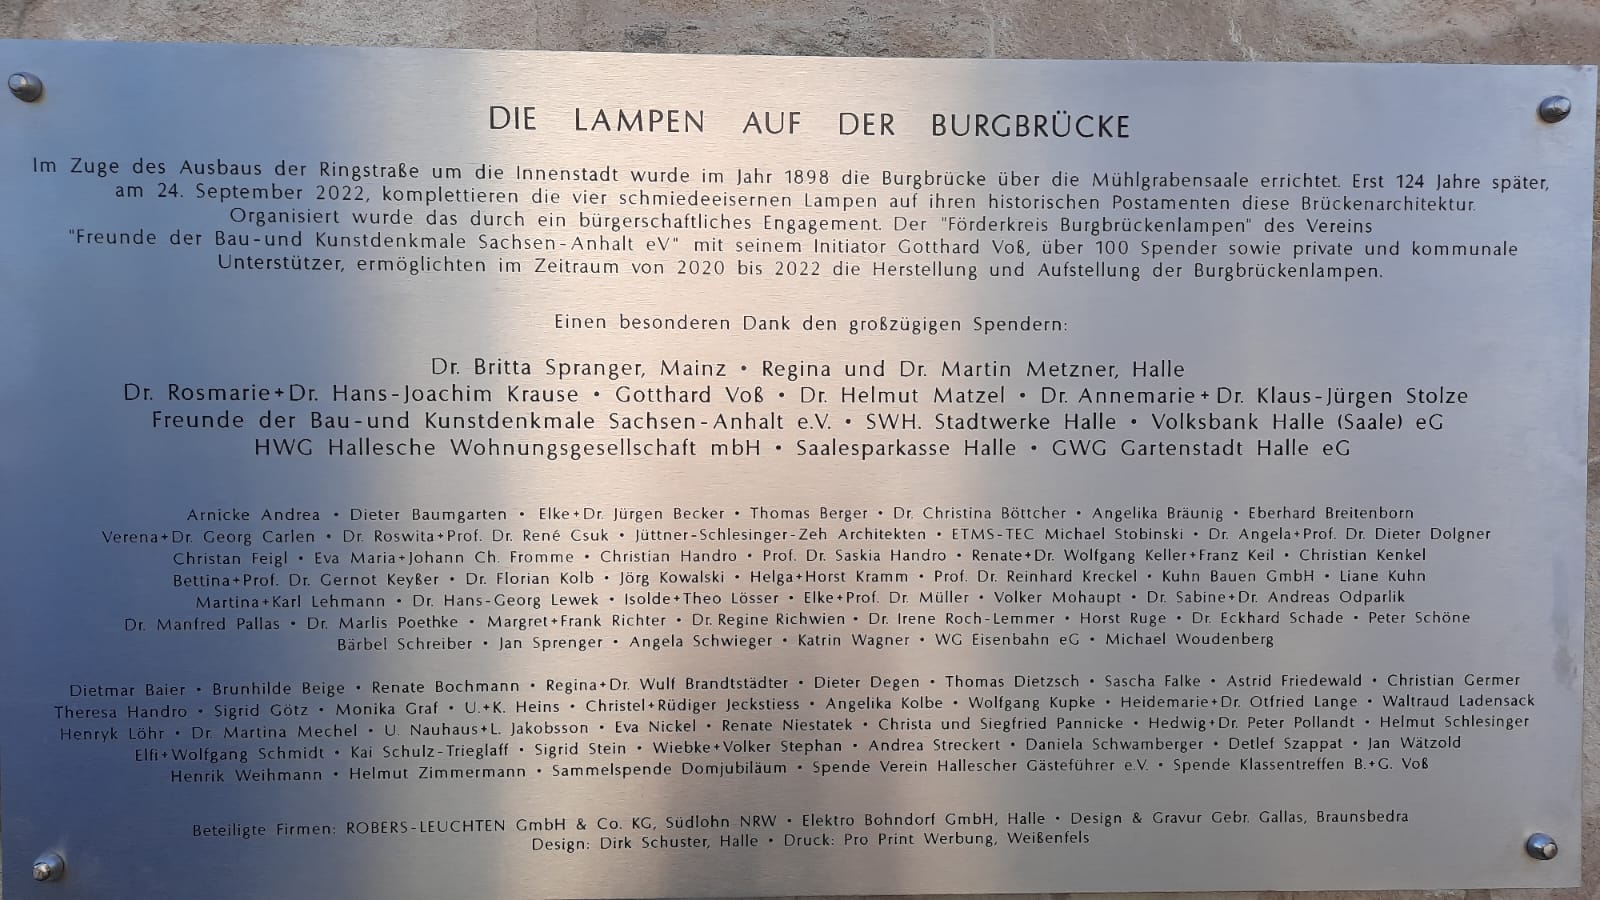 DIE LAMPEN AUF DER BURGBRÜCKE
Im Zuge des Ausbaus der Ringstraße um die Innenstadt wurde im Jahr 1898 die Burgbrücke über die Mühlgrabensaale errichtet. Erst 124 Jahre später,
am 24. September 2022, komplettieren die vier schmiedeeisernen Lampen auf ihren historischen Postamenten diese Brückenarchitektur.
Organisiert wurde das durch ein bürgerschaftliches Engagement. Der "Förderkreis Burgbrückenlampen" des Vereins
"Freunde der Bau-und Kunstdenkmale Sachsen-Anhalt eV" mit seinem Initiator Gotthard Voß, über 100 Spender sowie private und kommunale
Unterstützer, ermöglichten im Zeitraum von 2020 bis 2022 die Herstellung und Aufstellung der Burgbrückenlampen.
Einen besonderen Dank den großzügigen Spendern:
Dr. Britta Spranger, Mainz • Regina und Dr. Martin Metzner, Halle
Dr. Rosmarie+Dr. Hans-Joachim Krause • Gotthard Voß • Dr. Helmut Matzel • Dr. Annemarie+Dr. Klaus-Jürgen Stolze
Freunde der Bau-und Kunstdenkmale Sachsen-Anhalt e.V. • SWH. Stadtwerke Halle • Volksbank Halle (Saale) eG
HWG Hallesche Wohnungsgesellschaft mbH • Saalesparkasse Halle • GWG Gartenstadt Halle eG
Arnicke Andrea • Dieter Baumgarten • Elke+Dr. Jürgen Becker • Thomas Berger • Dr. Christina Böttcher • Angelika Bräunig • Eberhard Breitenborn
Verena+Dr. Georg Carlen • Dr. Roswita+Prof. Dr. René Csuk • Jüttner-Schlesinger-Zeh Architekten • ETMS-TEC Michael Stobinski • Dr. Angela+Prof. Dr. Dieter Dolgner
Christan Feigl • Eva Maria+Johann Ch. Fromme • Christian Handro • Prof. Dr. Saskia Handro • Renate+Dr. Wolfgang Keller+Franz Keil • Christian Kenkel
Bettina+Prof. Dr. Gernot Keyßer • Dr. Florian Kolb • Jörg Kowalski • Helga+Horst Kramm • Prof. Dr. Reinhard Kreckel • Kuhn Bauen GmbH • Liane Kuhn
Martina+Karl Lehmann • Dr. Hans-Georg Lewek • Isolde+Theo Lösser • Elke+Prof. Dr. Müller • Volker Mohaupt • Dr. Sabine+Dr. Andreas Odparlik
Dr. Manfred Pallas • Dr. Marlis Poethke • Margret+Frank Richter • Dr. Regine Richwien • Dr. Irene Roch-Lemmer • Horst Ruge • Dr. Eckhard Schade • Peter Schöne
Bärbel Schreiber • Jan Sprenger • Angela Schwieger • Katrin Wagner • WG Eisenbahn eG • Michael Woudenberg
Dietmar Baier • Brunhilde Beige • Renate Bochmann • Regina+Dr. Wulf Brandtstädter • Dieter Degen • Thomas Dietzsch • Sascha Falke • Astrid Friedewald • Christian Germer
Theresa Handro • Sigrid Götz • Monika Graf • U.+K. Heins • Christel+Rüdiger Jeckstiess • Angelika Kolbe • Wolfgang Kupke • Heidemarie+Dr. Otfried Lange • Waltraud Ladensack
Henryk Löhr • Dr. Martina Mechel • U. Nauhaus+L. Jakobsson • Eva Nickel • Renate Niestatek • Christa und Siegfried Pannicke • Hedwig+Dr. Peter Pollandt • Helmut Schlesinger
Elfi+Wolfgang Schmidt • Kai Schulz-Trieglaff • Sigrid Stein • Wiebke+Volker Stephan • Andrea Streckert • Daniela Schwamberger • Detlef Szappat • Jan Wätzold
Henrik Weihmann • Helmut Zimmermann • Sammelspende Domjubiläum • Spende Verein Hallescher Gästeführer e.V. • Spende Klassentreffen B.+G. Voß
Beteiligte Firmen: ROBERS-LEUCHTEN GmbH & Co. KG, Südlohn NRW • Elektro Bohndorf GmbH, Halle • Design & Gravur Gebr. Gallas, Braunsbedra
Design: Dirk Schuster, Halle • Druck: Pro Print Werbung, Weißenfels